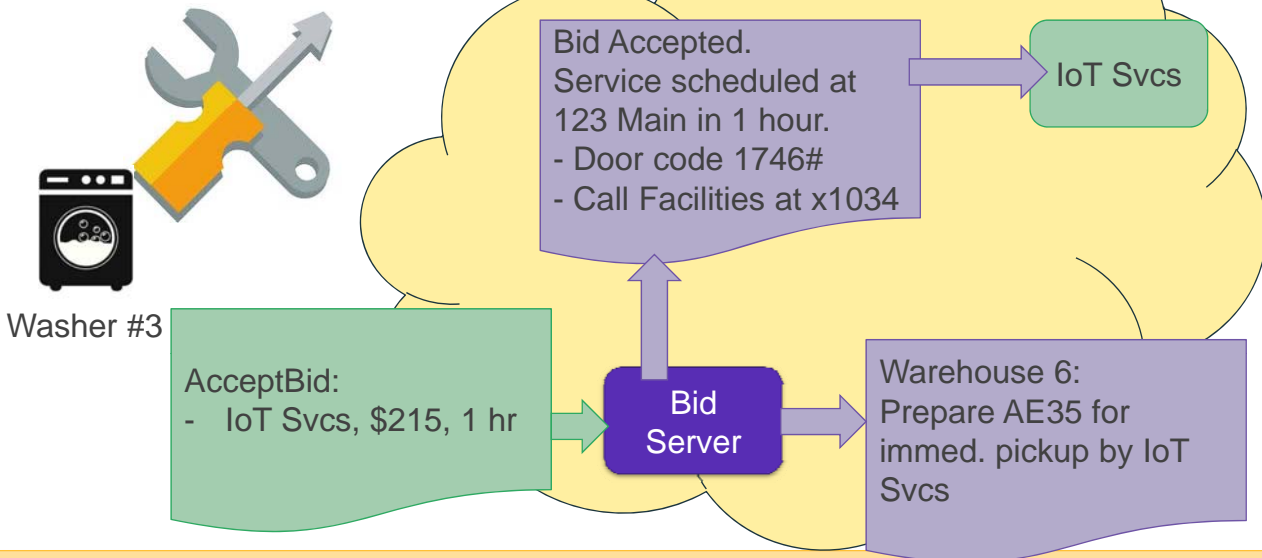 Bid Accepted.
Service scheduled at
123 Main in 1 hour.
- Door code 1746#
- Call Facilities at x1034
IoT Svcs
Washer #3
AcceptBid:
- IoT Svcs, $215, 1 hr
Bid
Server
Warehouse 6:
Prepare AE35 for
immed. pickup by IoT
Svcs